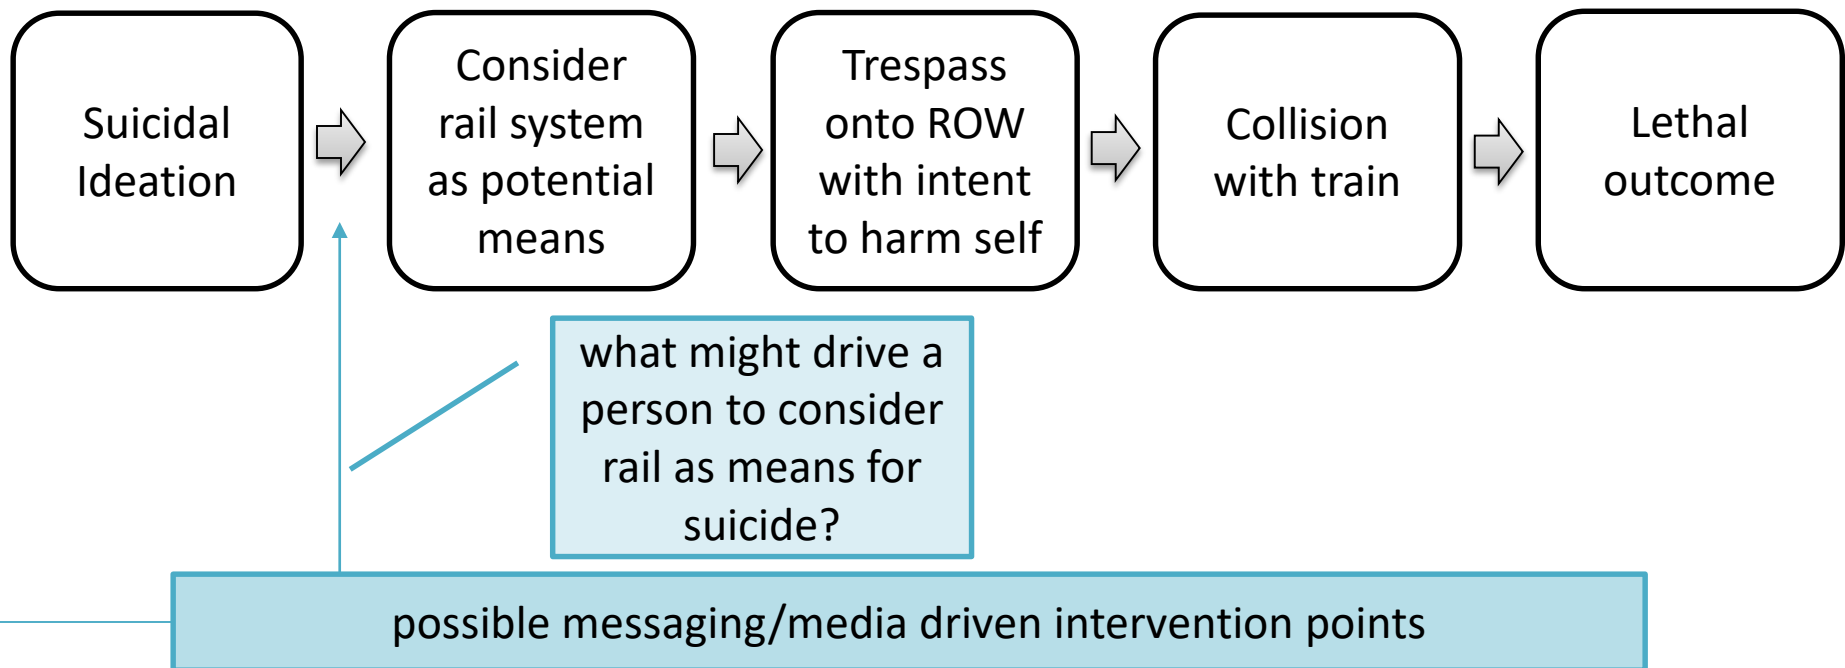 Suicidal
Ideation
Consider
rail system
as potential
means
Trespass
onto ROW
with intent
to harm self
Collision
with train
Lethal
outcome
what might drive a
person to consider
rail as means for
suicide?
possible messaging/media driven intervention points